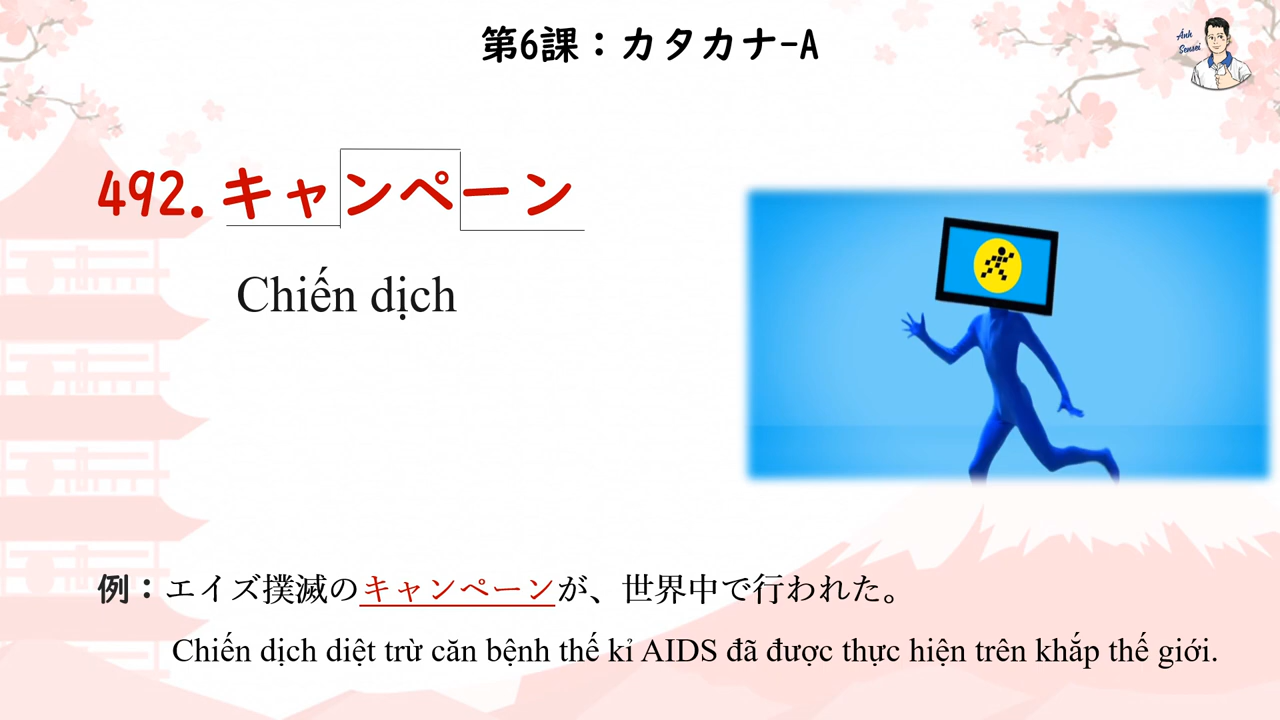 第6課：カタカナ-A
Anh
Sensei
492.キャンペーン
Chiến dịch
例：エイズ撲滅のキャンペーンが、世界中で行われた。
Chiến dịch diệt trừ căn bệnh thế kỉ AIDS đã được thực hiện trên khắp thế giới.